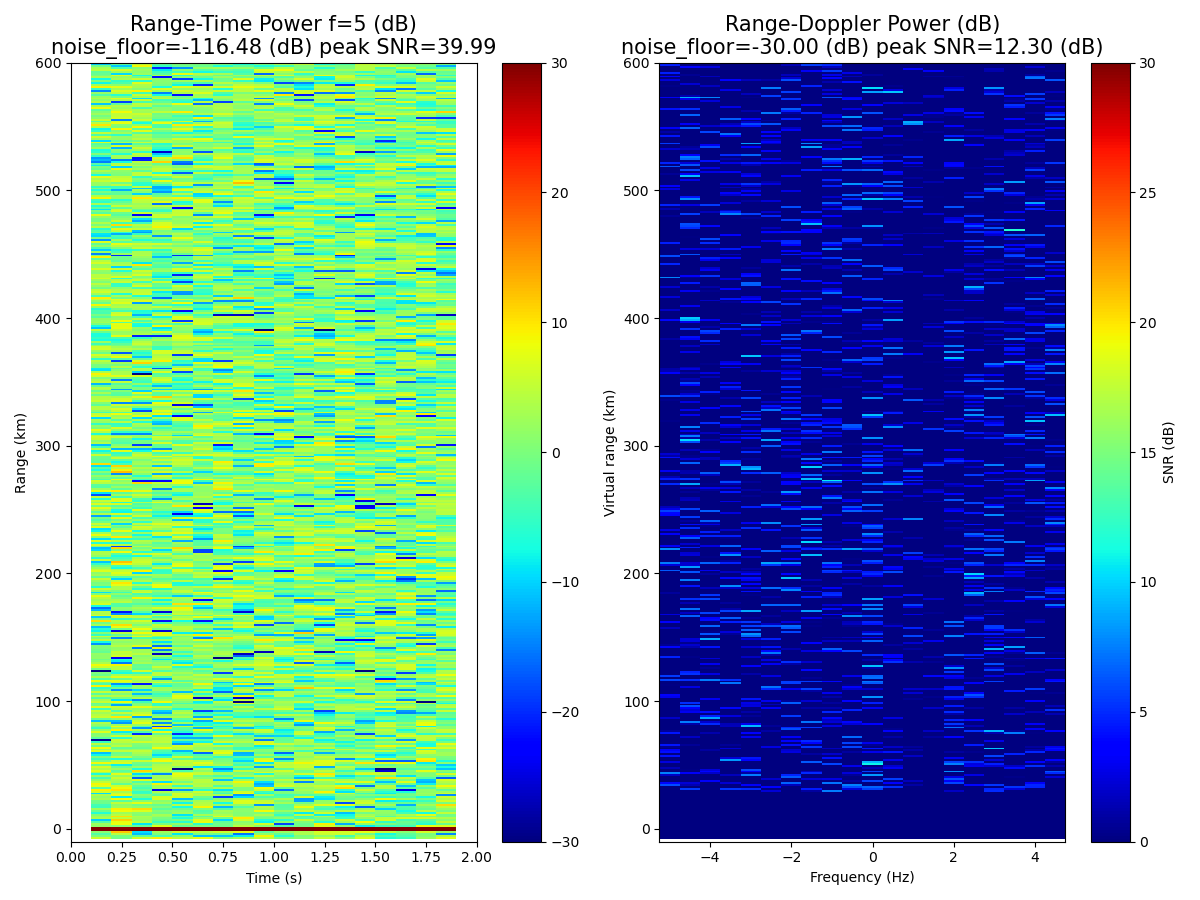 Range-Time Power f=5 (dB)
noise_floor=-116.48 (dB) peak SNR=39.99
Range (km)
600
500
400
300
200
100
0
0.00 0.25 0.50 0.75 1.00 1.25 1.50 1.75 2.00
Time (s)
30
20
10
0
−10
−20
−30
Range-Doppler Power (dB)
noise_floor=-30.00 (dB) peak SNR=12.30 (dB)
Virtual range (km)
600
500
400
300
200
100
0
−4 −2 0 2 4
Frequency (Hz)
30
25
20
15
10
5
0
SNR (dB)